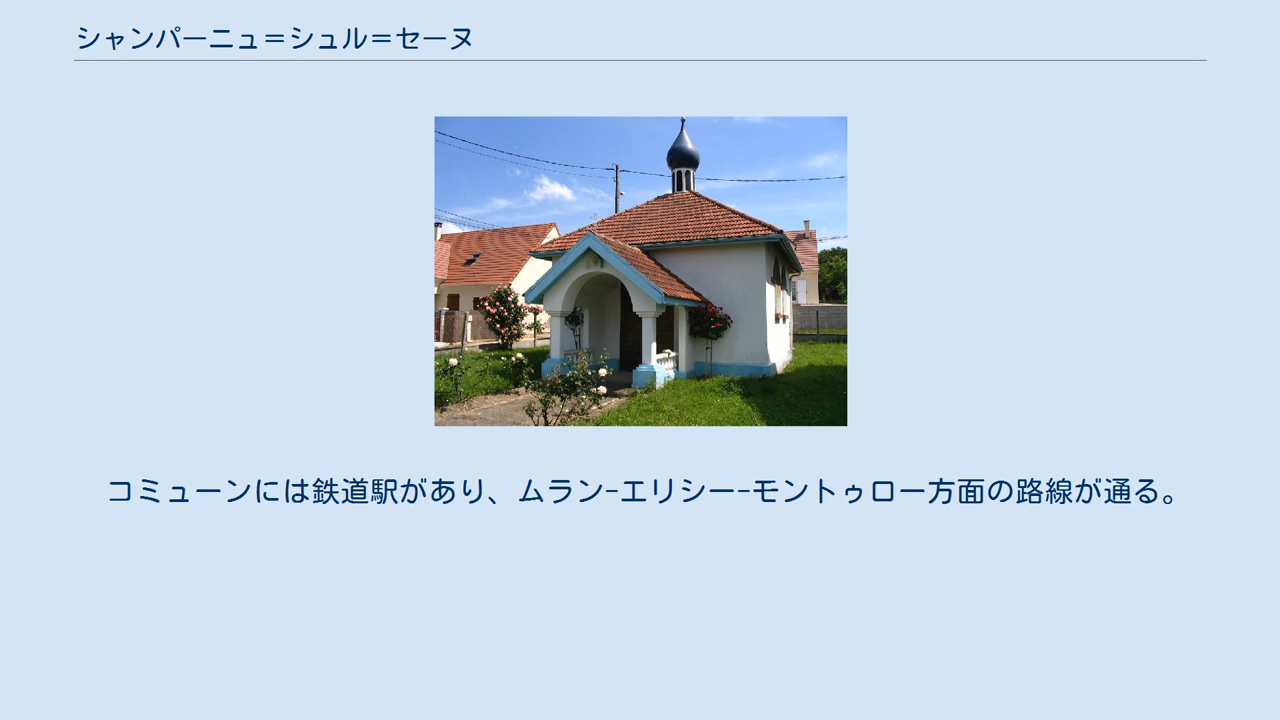 シャンパーニュ＝シュル＝セーヌ
コミューンには鉄道駅があり、ムラン-エリシー-モントゥロー方面の路線が通る。